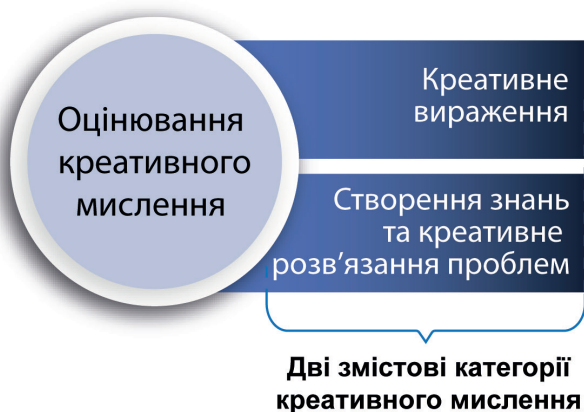 Оцінювання
креативного
мислення
Креативне
вираження
Створення знань
та креативне
розв’язання проблем
Дві змістові категорії
креативного мислення